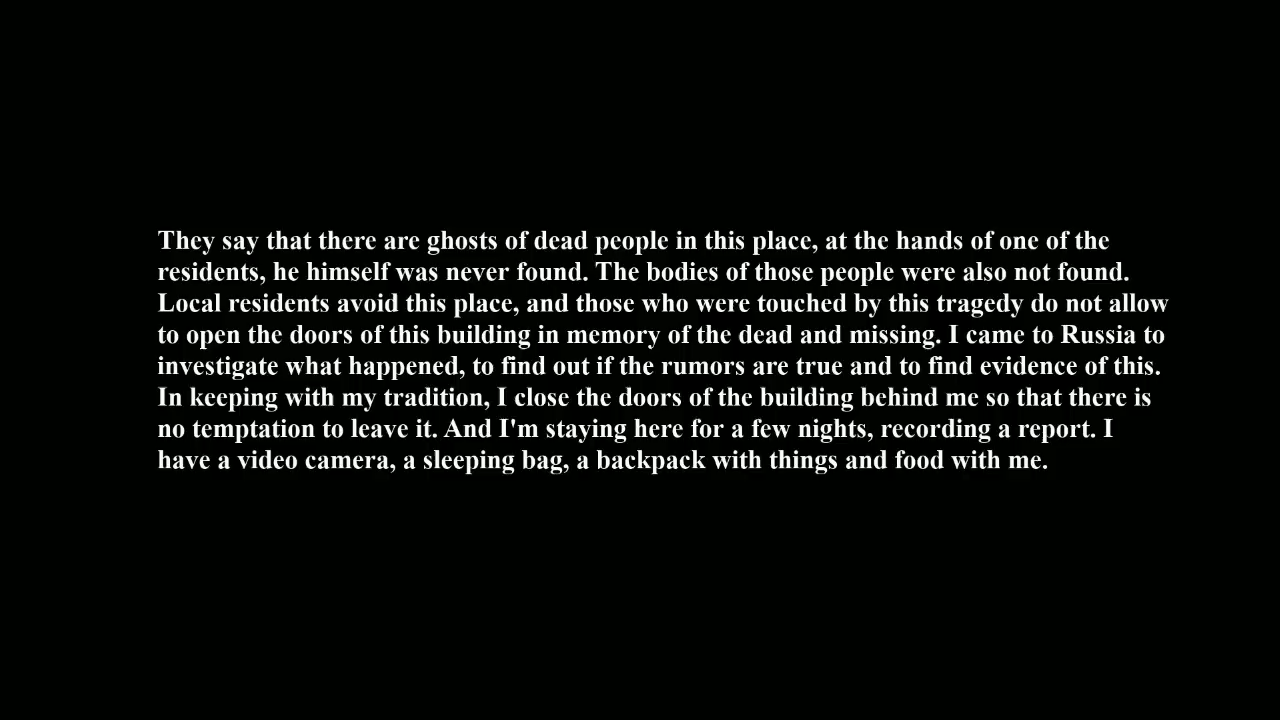 They say that there are ghosts of dead people in this place, at the hands of one of the
residents, he himself was never found. The bodies of those people were also not found.
Local residents avoid this place, and those who were touched by this tragedy do not allow
to open the doors of this building in memory of the dead and missing. I came to Russia to
investigate what happened, to find out if the rumors are true and to find evidence of this.
In keeping with my tradition, I close the doors of the building behind me so that there is
no temptation to leave it. And I'm staying here for a few nights, recording a report. I
have a video camera, a sleeping bag, a backpack with things and food with me.